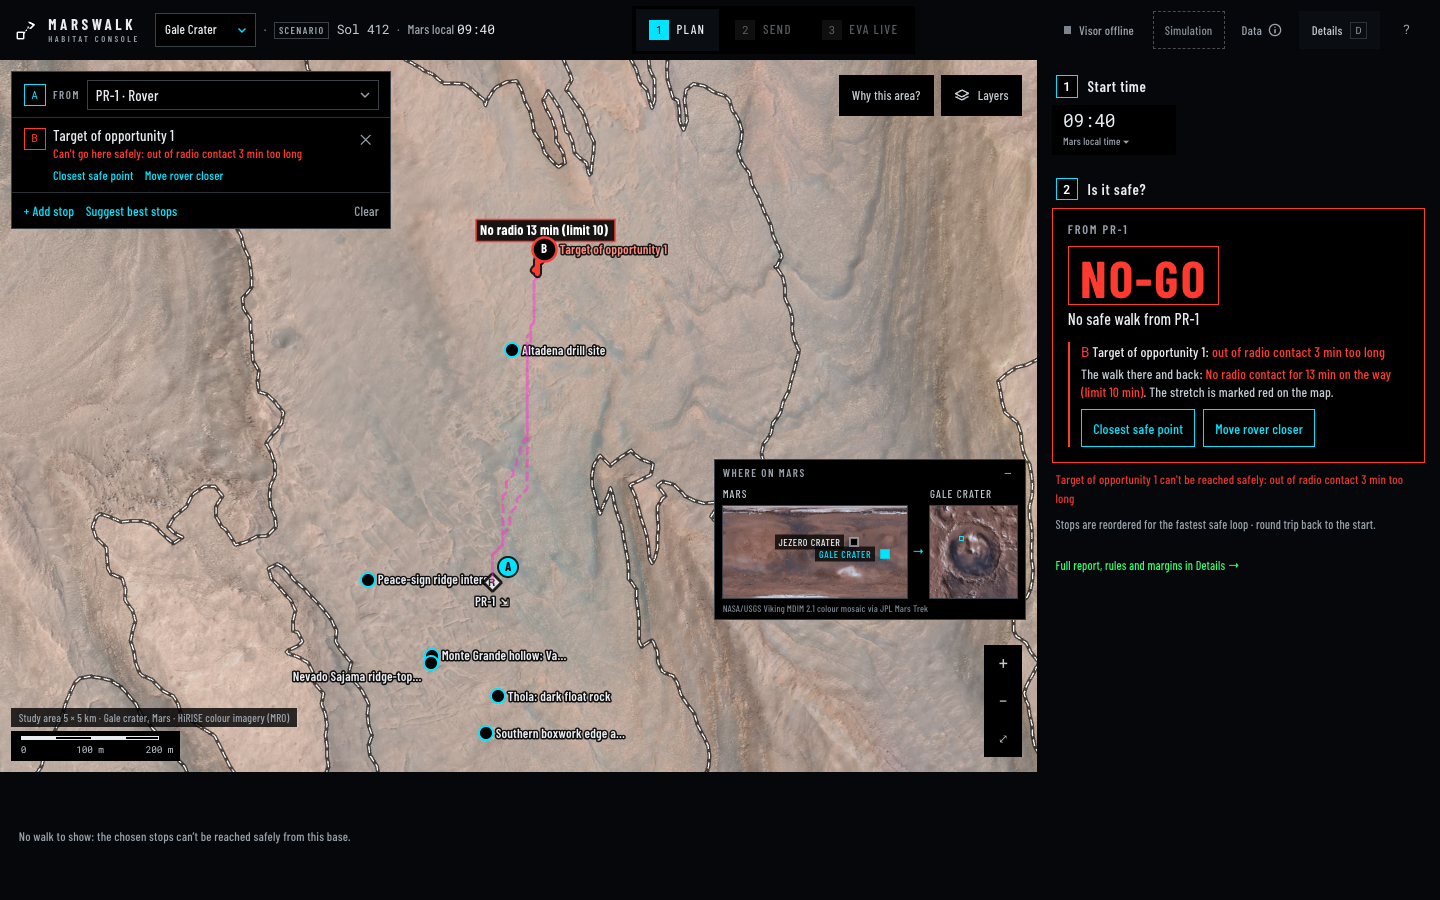 MARSWALK
HABITAT CONSOLE
Gale Crater
· SCENARIO Sol 412 · Mars local 09:40
1 PLAN
2 SEND
3 EVA LIVE
Visor offline
Simulation
Data
Details D
?
A FROM PR-1 · Rover
B Target of opportunity 1
Can't go here safely: out of radio contact 3 min too long
Closest safe point Move rover closer
+ Add stop Suggest best stops Clear
Why this area?
Layers
No radio 13 min (limit 10)
B Target of opportunity 1
Altadena drill site
A
Peace-sign ridge inter
R
PR-1
Monte Grande hollow: Va...
Nevado Sajama ridge-top...
Thola: dark float rock
Southern boxwork edge a...
WHERE ON MARS
MARS
GALE CRATER
JEZERO CRATER
GALE CRATER
→
NASA/USGS Viking MDIM 2.1 colour mosaic via JPL Mars Trek
+
−
Study area 5 × 5 km · Gale crater, Mars · HiRISE colour imagery (MRO)
0 100 m 200 m
No walk to show: the chosen stops can't be reached safely from this base.
1 Start time
09:40
Mars local time
2 Is it safe?
FROM PR-1
NO-GO
No safe walk from PR-1
B Target of opportunity 1: out of radio contact 3 min too long
The walk there and back: No radio contact for 13 min on the way
(limit 10 min). The stretch is marked red on the map.
Closest safe point
Move rover closer
Target of opportunity 1 can't be reached safely: out of radio contact 3 min too
long
Stops are reordered for the fastest safe loop · round trip back to the start.
Full report, rules and margins in Details →